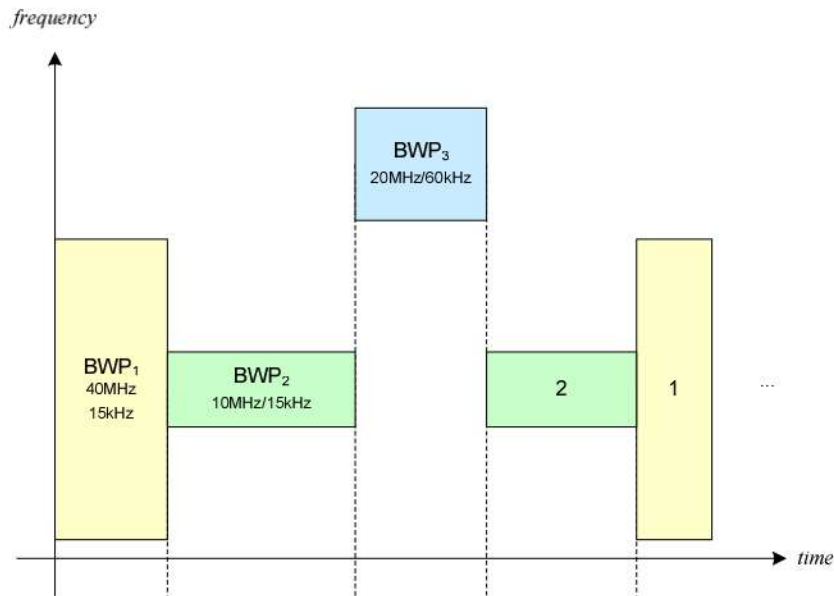 frequency
BWP₃
20MHz/60kHz
BWP₁
40MHz
15kHz
BWP₂
10MHz/15kHz
2
1
...
time